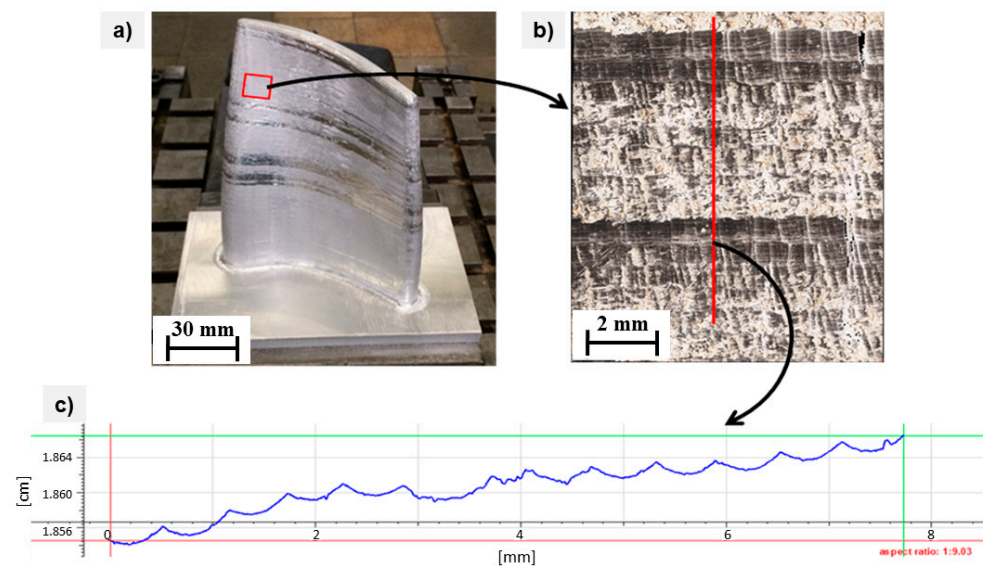 a)
b)
30 mm
2 mm
c)
1.864
1.860
1.856
[cm]
0
2
4
6
8
[mm]
aspect ratio: 1:9.03